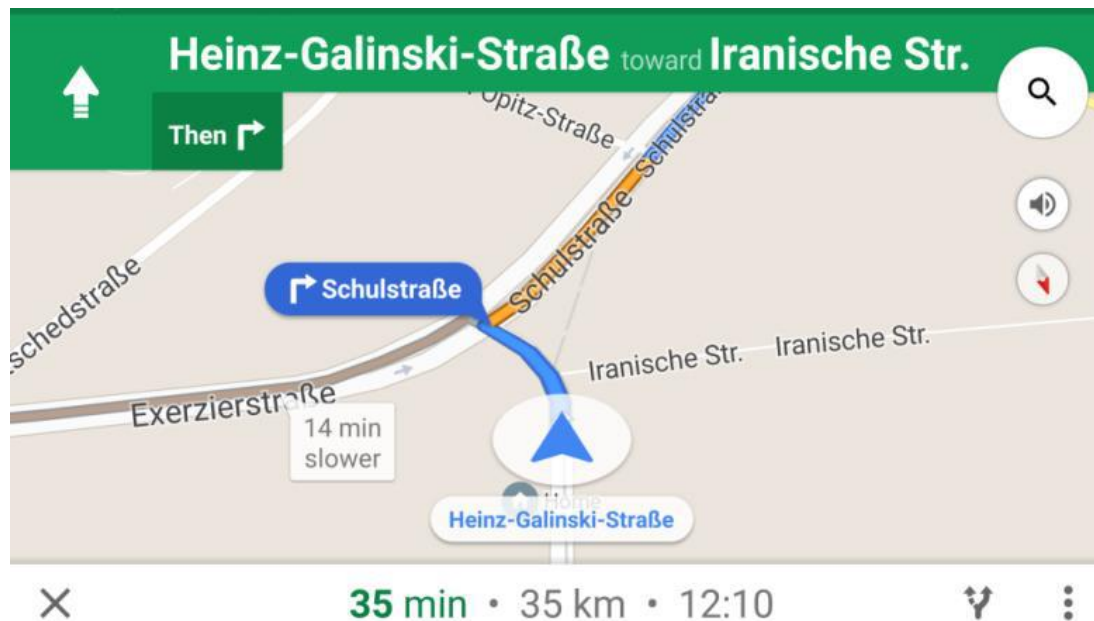 Heinz-Galinski-Straße toward Iranische Str.
Then
Opitz-Straße
Schulstraße
Schulstraße
Schulstraße
schedstraße
Iranische Str.
Iranische Str.
Exerzierstraße
14 min
slower
Home
Heinz-Galinski-Straße
35 min • 35 km • 12:10